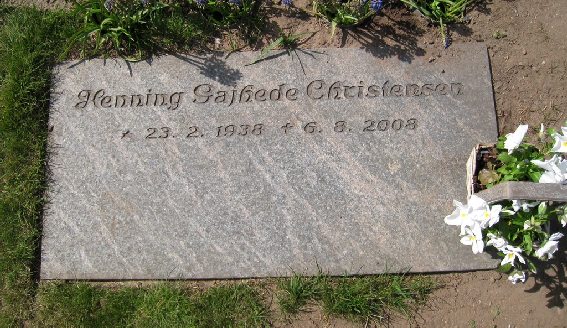 Henning Gajhede Christensen
* 23. 2. 1938 ✝ 6. 8. 2008